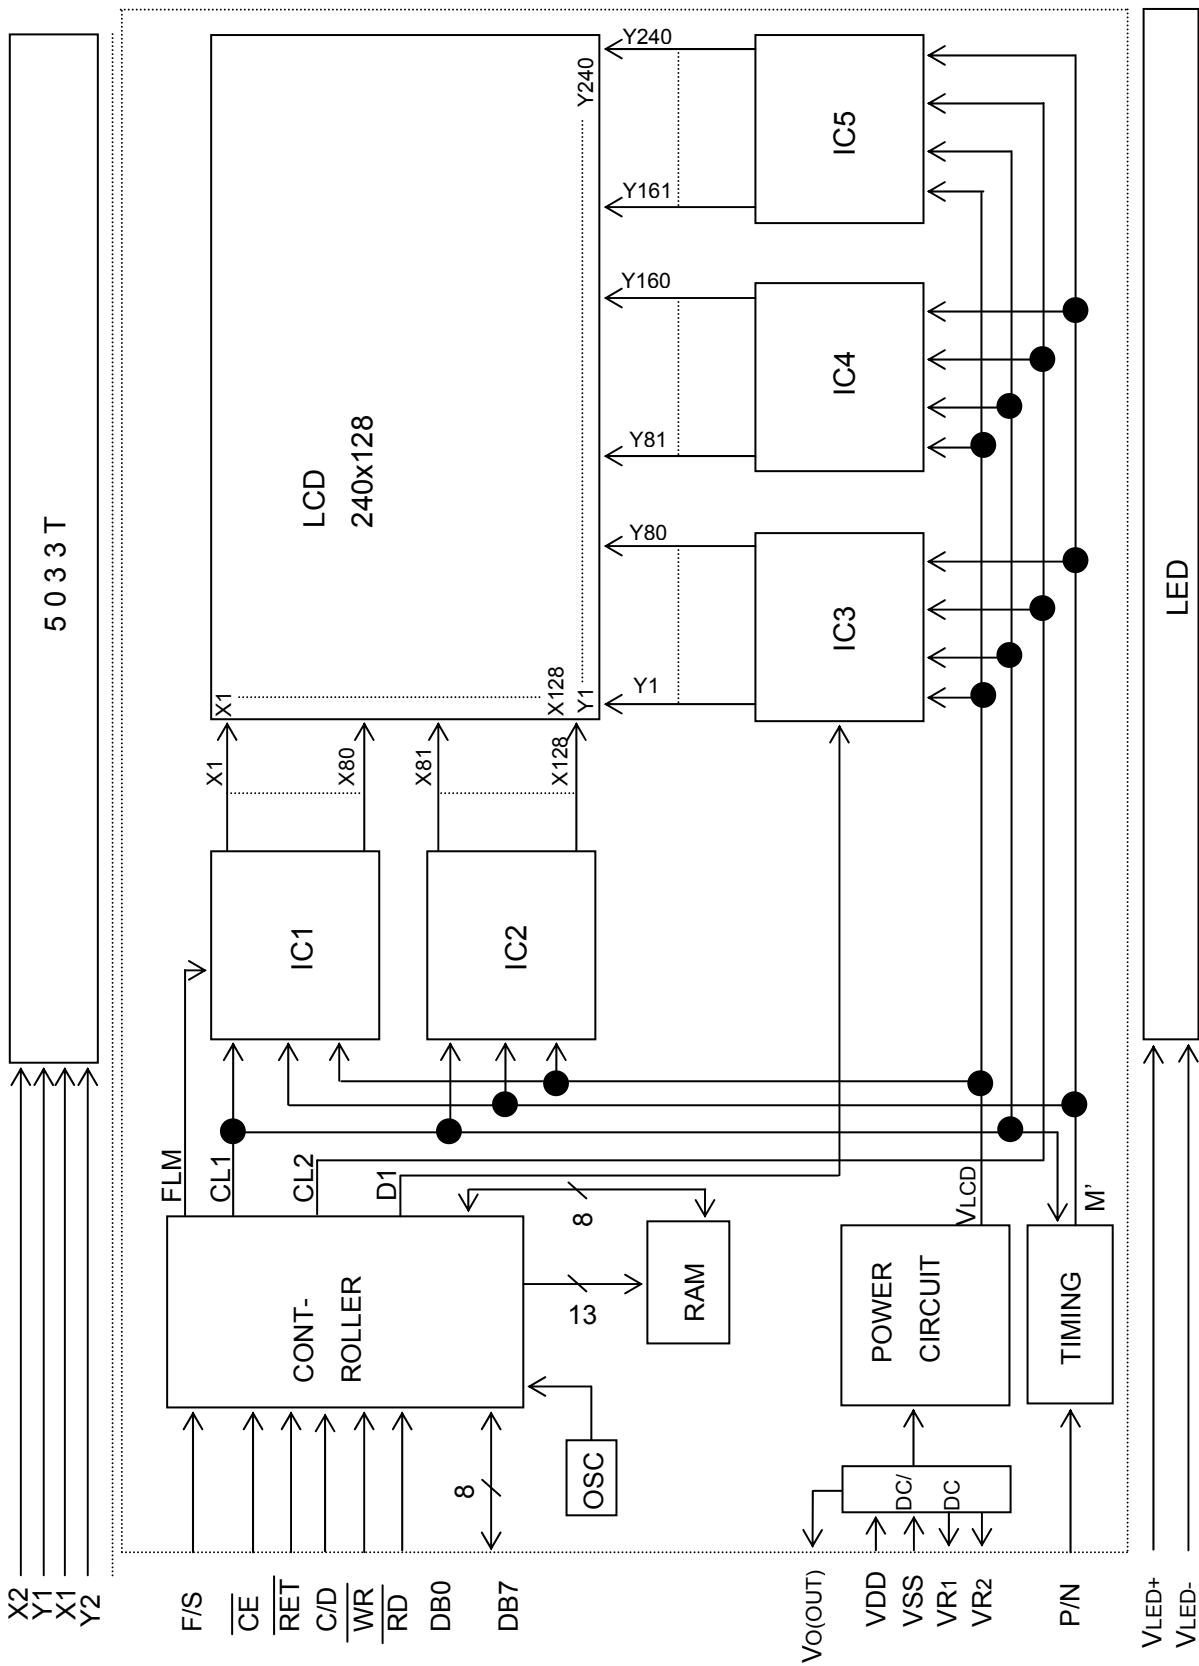 5 0 3 3 T
X2
Y1
X1
Y2
F/S
CE
RET
C/D
WR
RD
DB0
DB7
8
CONT-
ROLLER
OSC
FLM
CL1
CL2
D1
8
13
RAM
IC1
IC2
X1
X80
X81
X128
LCD
240x128
X1
X128
Y1
Y240
Y1
Y80
Y81
Y160
Y161
Y240
IC3
IC4
IC5
VO(OUT)
VDD
VSS
VR1
VR2
DC/
DC
POWER
CIRCUIT
VLCD
P/N
TIMING
M’
VLED+
VLED-
LED